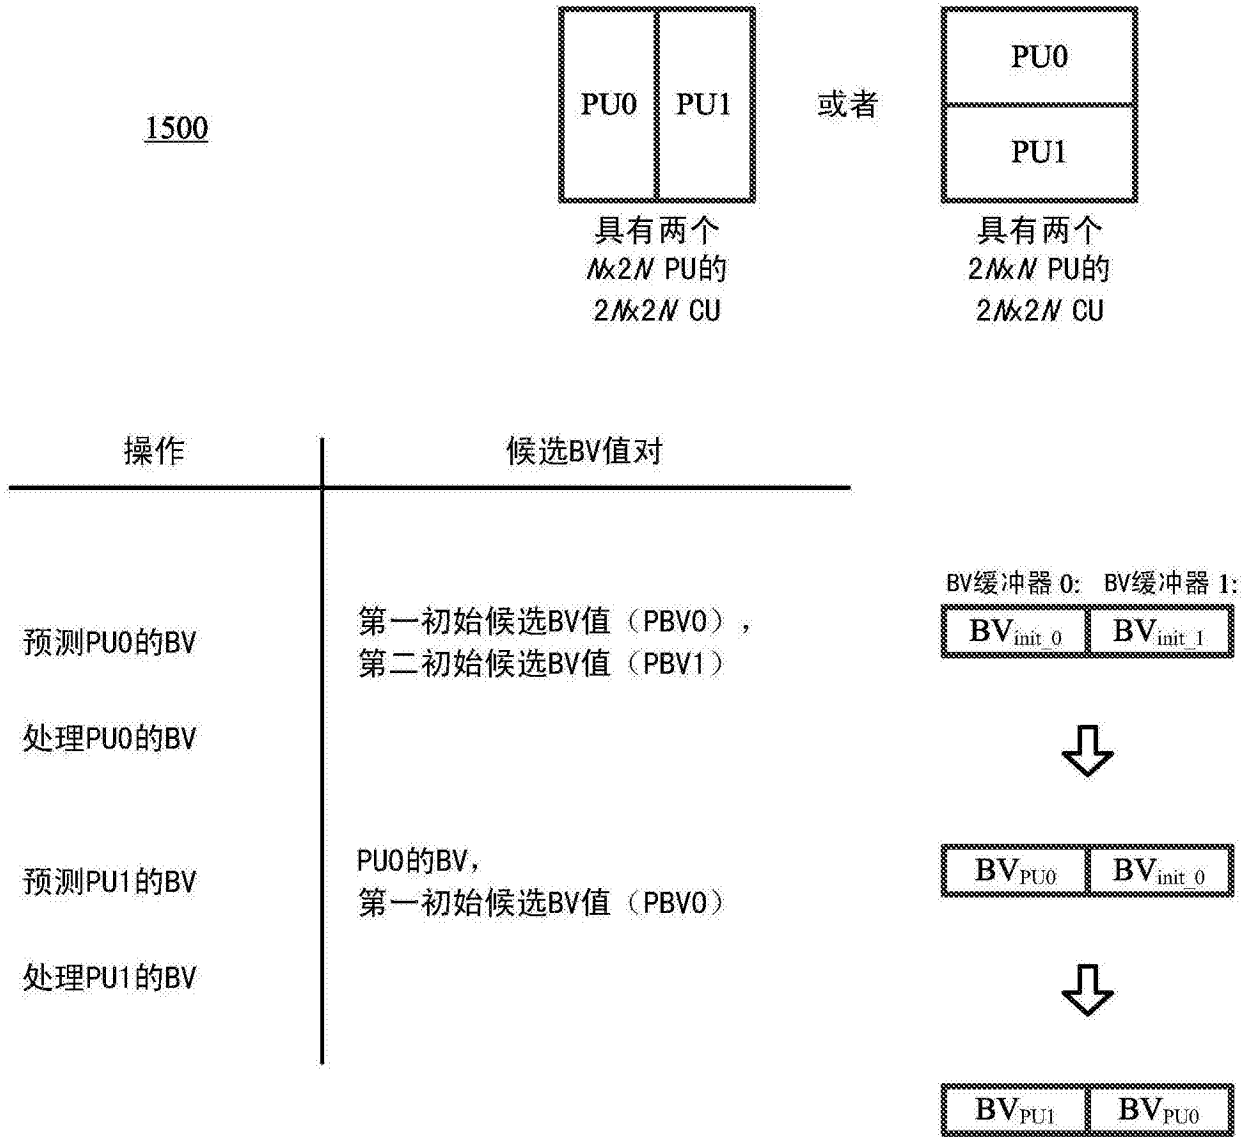 1500
PU0 PU1
或者
PU0
PU1
具有两个
N×2N PU的
2N×2N CU
具有两个
2N×N PU的
2N×2N CU
操作
候选BV值对
BV缓冲器 0: BV缓冲器 1:
BVinit_0 BVinit_1
预测PU0的BV
第一初始候选BV值（PBV0），
第二初始候选BV值（PBV1）
处理PU0的BV
预测PU1的BV
PU0的BV，
第一初始候选BV值（PBV0）
BVPU0 BVinit_0
处理PU1的BV
BVPU1 BVPU0